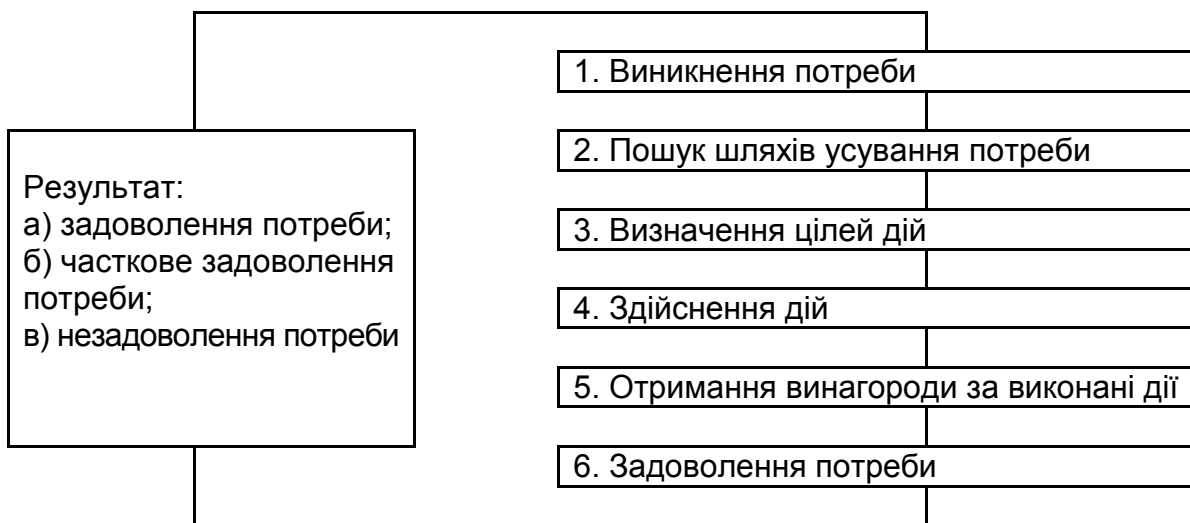 1. Виникнення потреби
2. Пошук шляхів усування потреби
3. Визначення цілей дій
4. Здійснення дій
5. Отримання винагороди за виконані дії
6. Задоволення потреби
Результат:
а) задоволення потреби;
б) часткове задоволення
потреби;
в) незадоволення потреби